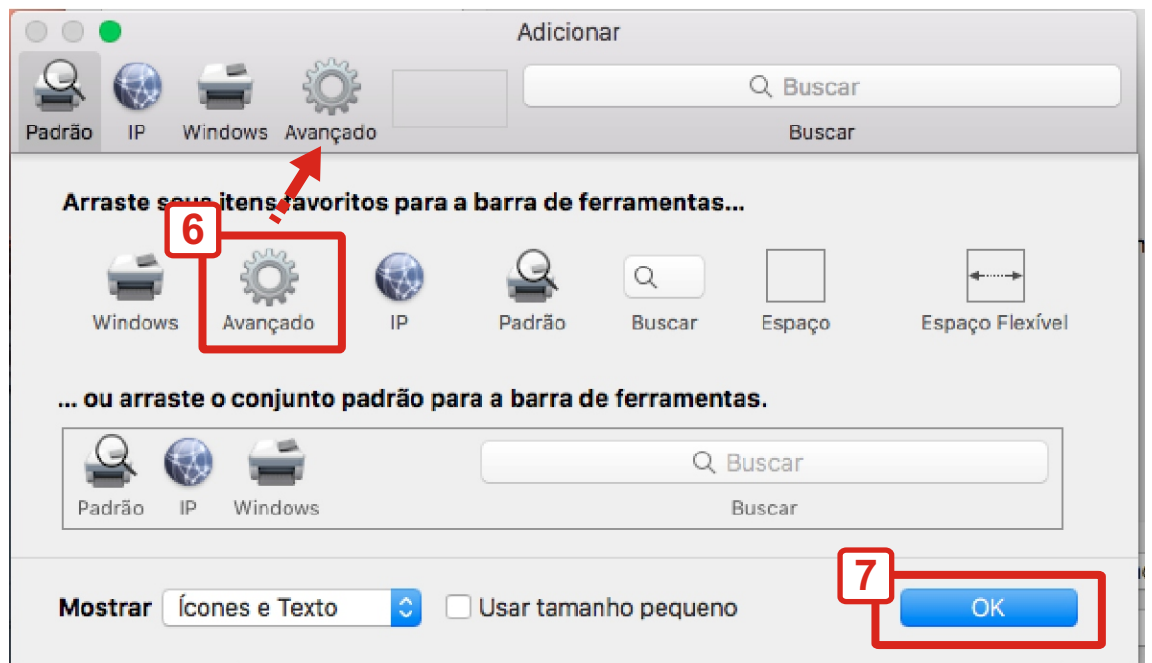 Adicionar
Buscar
Padrão IP Windows Avançado Buscar
Arraste seus itens favoritos para a barra de ferramentas...
6
Windows Avançado IP Padrão Buscar Espaço Espaço Flexível
... ou arraste o conjunto padrão para a barra de ferramentas.
Buscar
Padrão IP Windows Buscar
7
Mostrar Ícones e Texto Usar tamanho pequeno OK